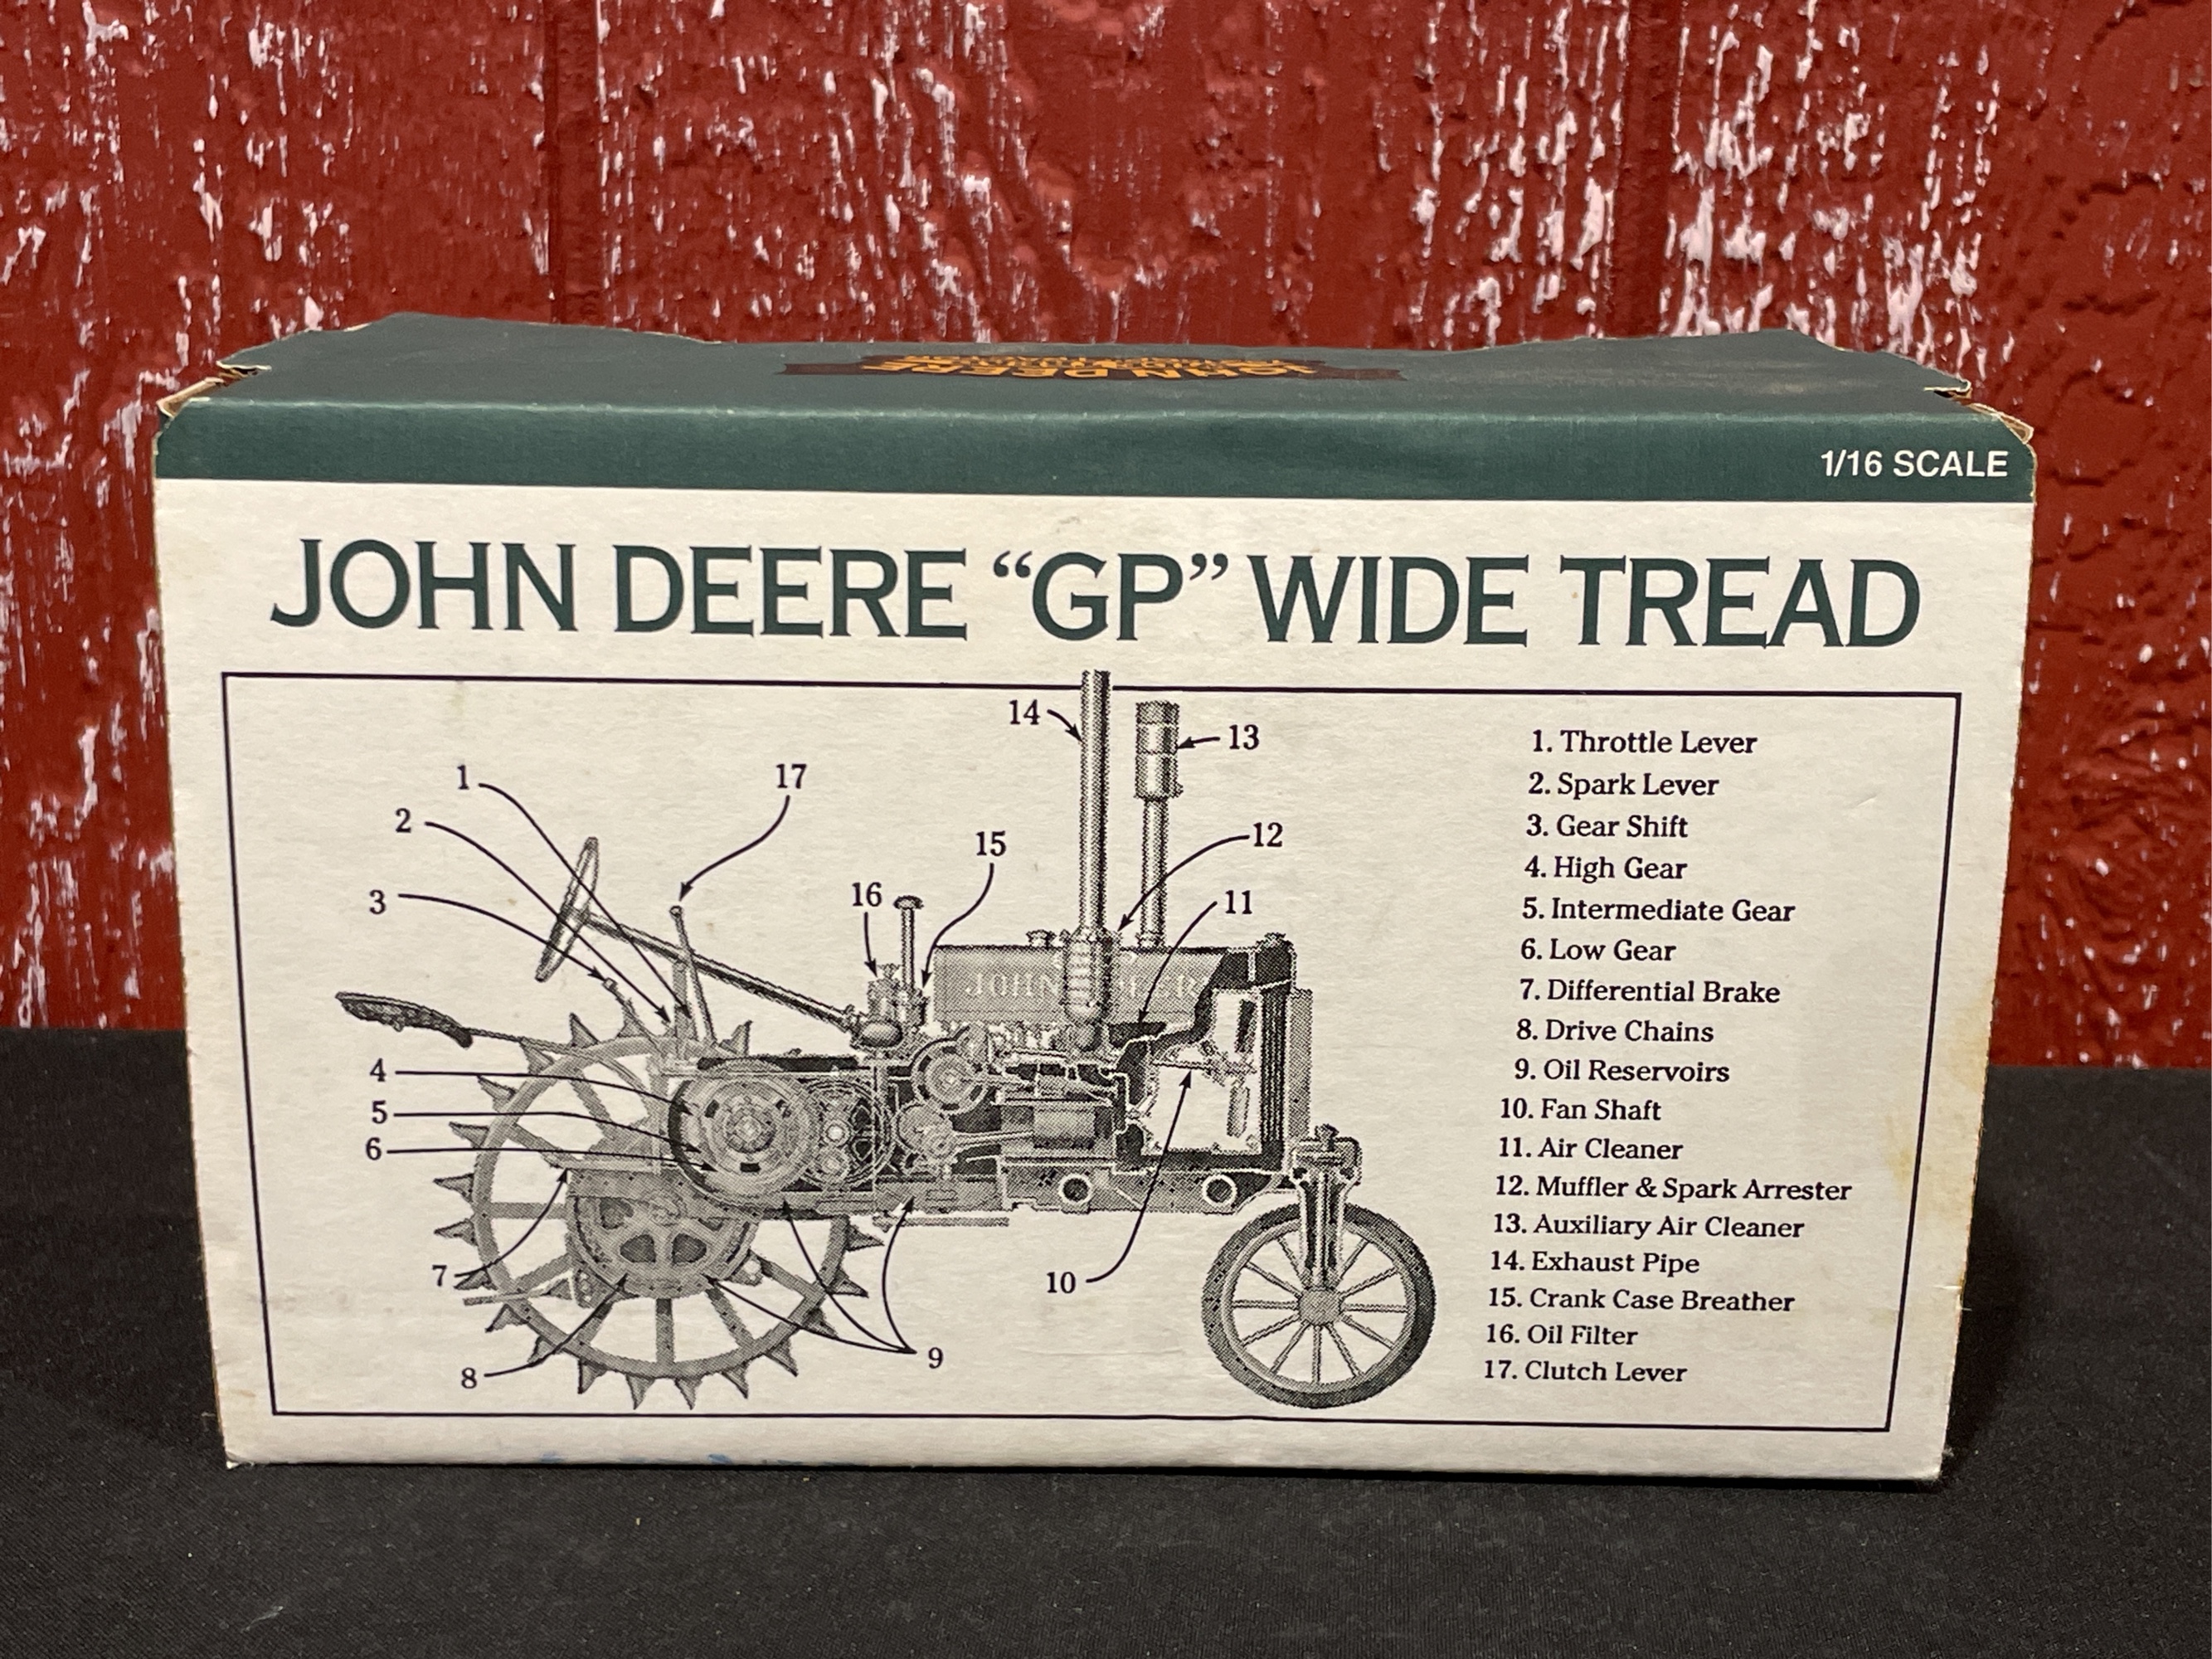 JOHN DEERE
1/16 SCALE
JOHN DEERE “GP” WIDE TREAD
14
13
1
17
2
15
12
3
16
11
JOHN
4
5
6
7
10
8
9
1. Throttle Lever
2. Spark Lever
3. Gear Shift
4. High Gear
5. Intermediate Gear
6. Low Gear
7. Differential Brake
8. Drive Chains
9. Oil Reservoirs
10. Fan Shaft
11. Air Cleaner
12. Muffler & Spark Arrester
13. Auxiliary Air Cleaner
14. Exhaust Pipe
15. Crank Case Breather
16. Oil Filter
17. Clutch Lever